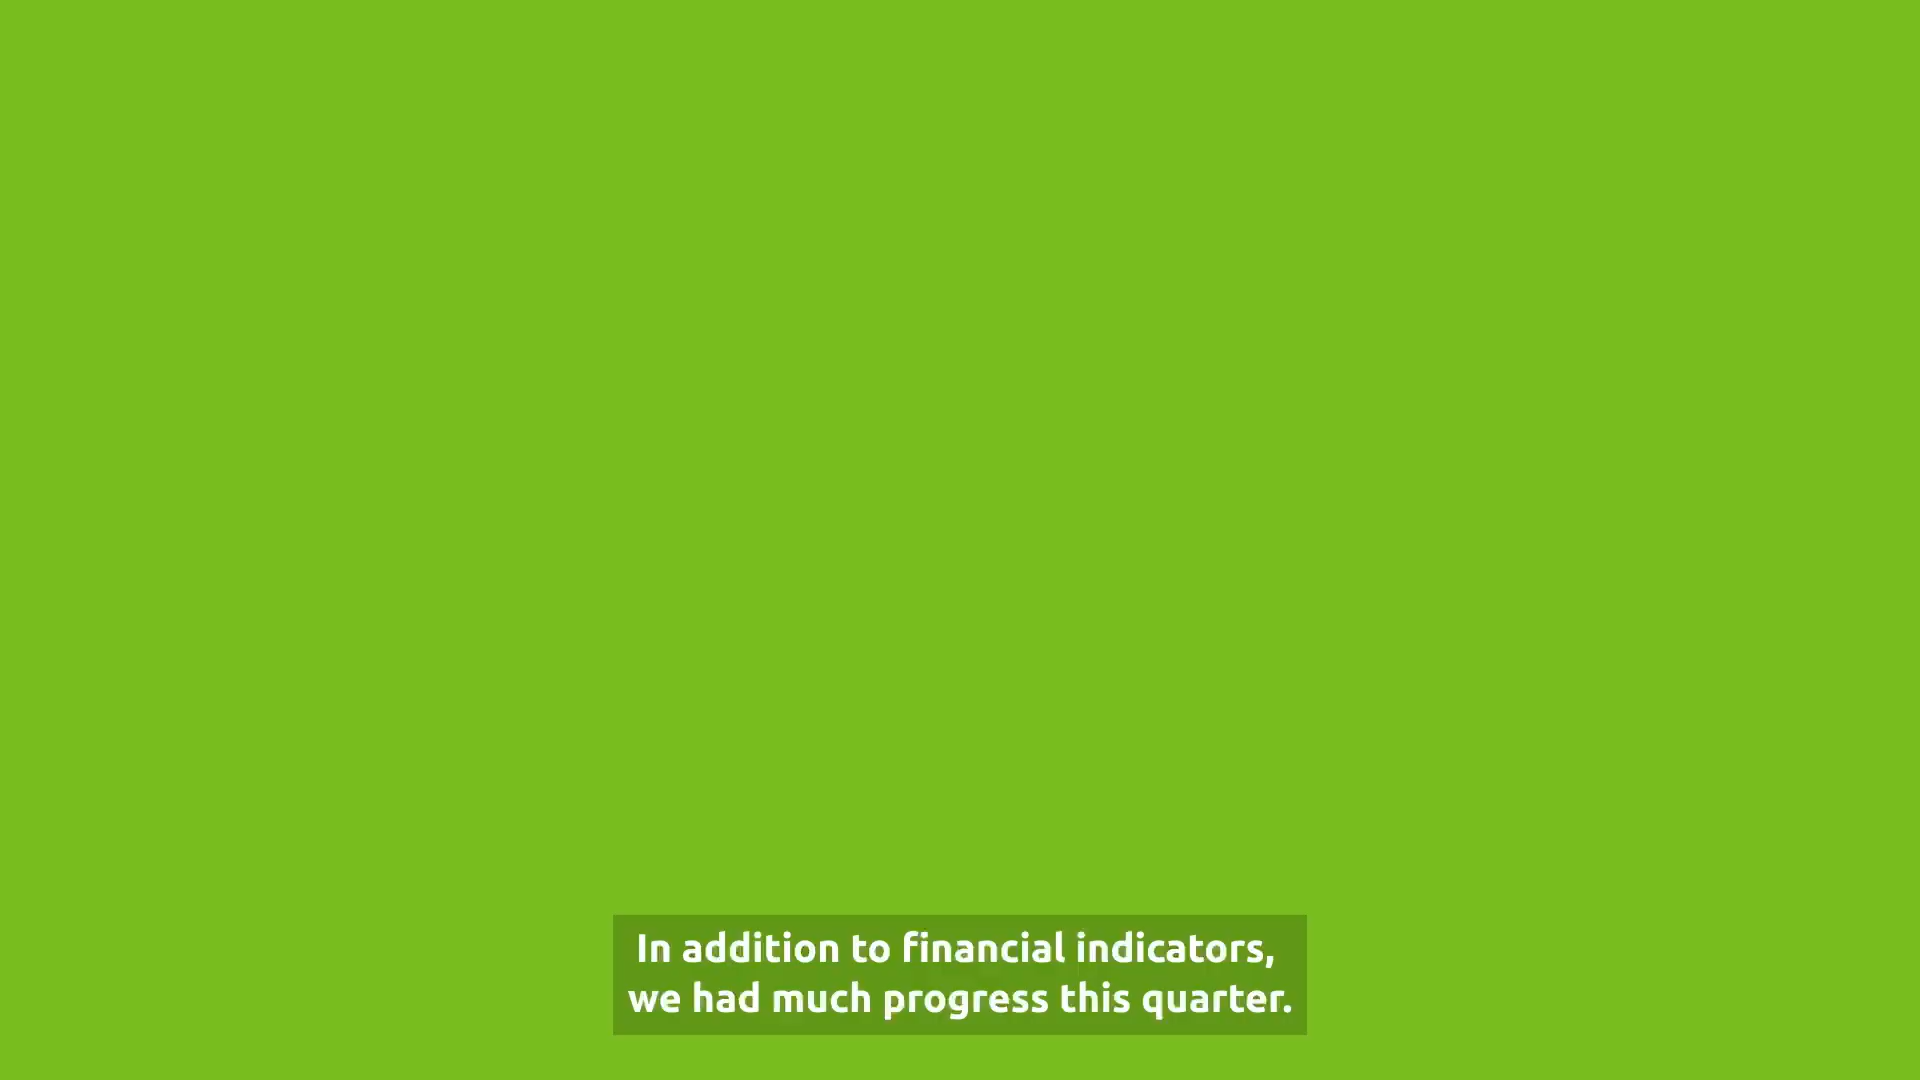 In addition to financial indicators,
we had much progress this quarter.